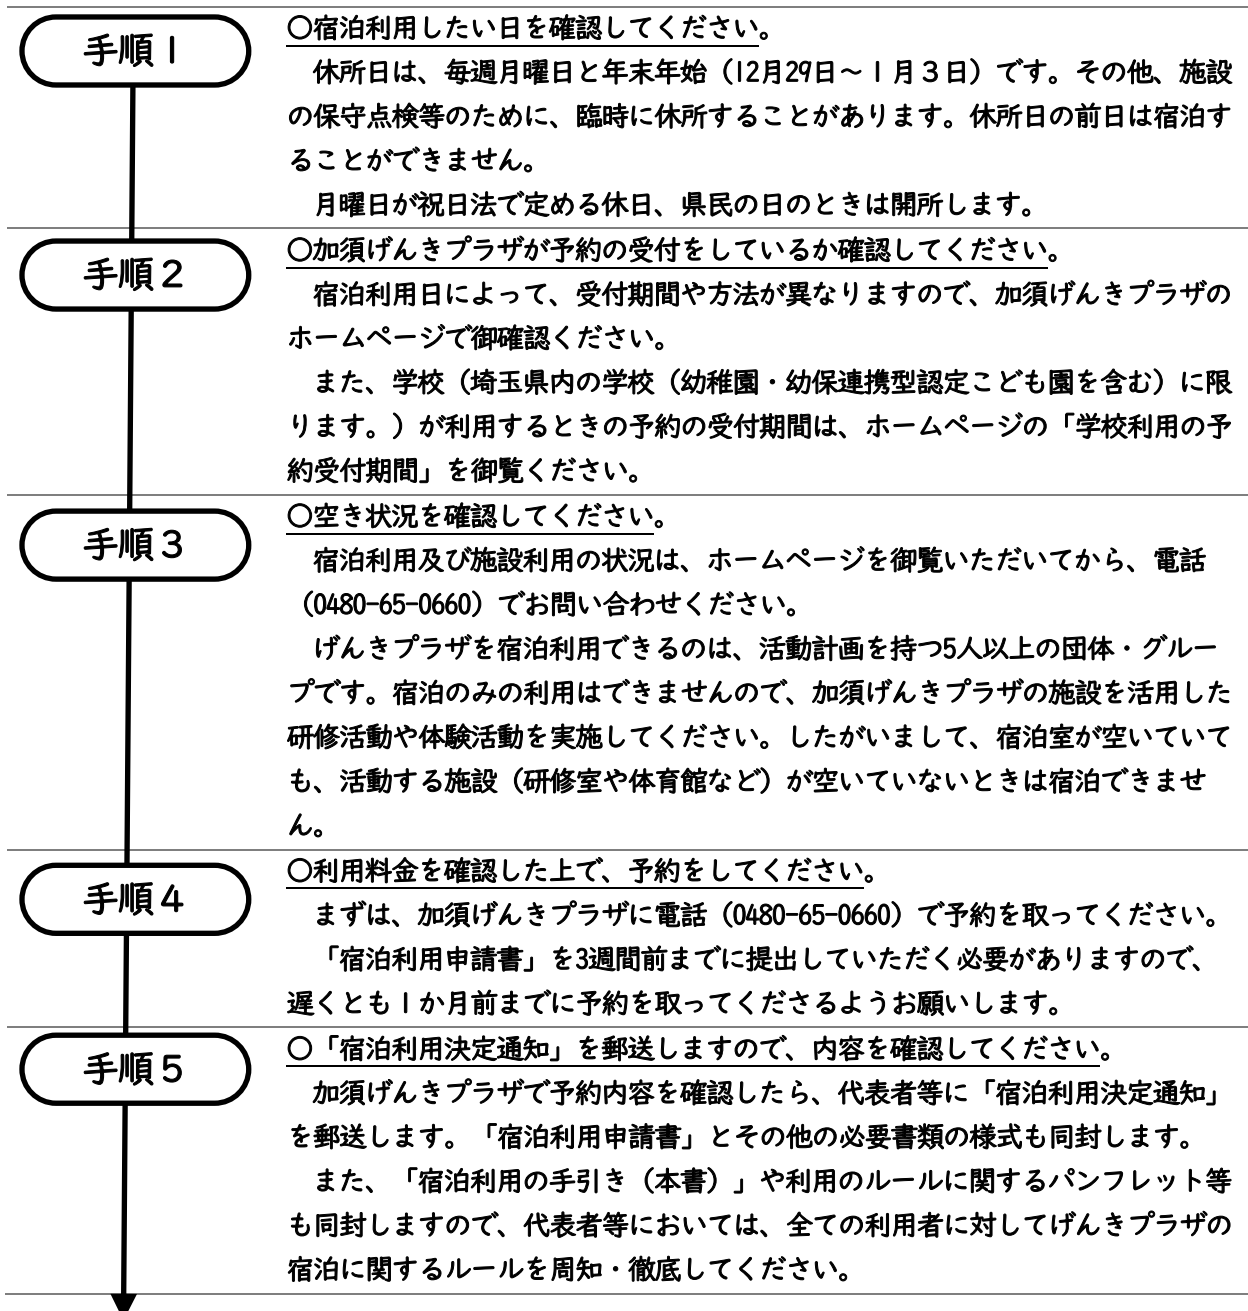 手順１
○宿泊利用したい日を確認してください。
休所日は、毎週月曜日と年末年始（12月29日～１月３日）です。その他、施設
の保守点検等のために、臨時に休所することがあります。休所日の前日は宿泊す
ることができません。
月曜日が祝日法で定める休日、県民の日のときは開所します。
手順２
○加須げんきプラザが予約の受付をしているか確認してください。
宿泊利用日によって、受付期間や方法が異なりますので、加須げんきプラザの
ホームページで御確認ください。
また、学校（埼玉県内の学校（幼稚園・幼保連携型認定こども園を含む）に限
ります。）が利用するときの予約の受付期間は、ホームページの「学校利用の予
約受付期間」を御覧ください。
手順３
○空き状況を確認してください。
宿泊利用及び施設利用の状況は、ホームページを御覧いただいてから、電話
（0480-65-0660）でお問い合わせください。
げんきプラザを宿泊利用できるのは、活動計画を持つ5人以上の団体・グルー
プです。宿泊のみの利用はできませんので、加須げんきプラザの施設を活用した
研修活動や体験活動を実施してください。したがいまして、宿泊室が空いていて
も、活動する施設（研修室や体育館など）が空いていないときは宿泊できませ
ん。
手順４
○利用料金を確認した上で、予約をしてください。
まずは、加須げんきプラザに電話（0480-65-0660）で予約を取ってください。
「宿泊利用申請書」を3週間前までに提出していただく必要がありますので、
遅くとも１か月前までに予約を取ってくださるようお願いします。
手順５
○「宿泊利用決定通知」を郵送しますので、内容を確認してください。
加須げんきプラザで予約内容を確認したら、代表者等に「宿泊利用決定通知」
を郵送します。「宿泊利用申請書」とその他の必要書類の様式も同封します。
また、「宿泊利用の手引き（本書）」や利用のルールに関するパンフレット等
も同封しますので、代表者等においては、全ての利用者に対してげんきプラザの
宿泊に関するルールを周知・徹底してください。